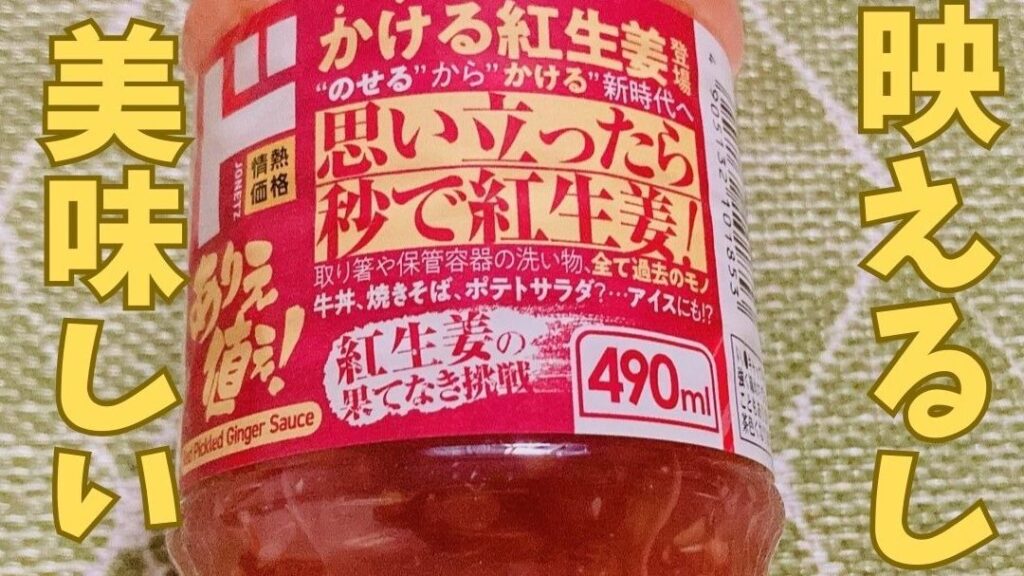 映えるし
美味しい
かける紅生姜登場
“のせる”から“かける”新時代へ
思い立ったら
秒で紅生姜!
取り箸や保管容器の洗い物、全て過去のモノ
牛丼、焼きそば、ポテトサラダ?…アイスにも!?
紅生姜の
果てなき挑戦
490ml
情熱
価格
ありえ
値ぇ!
Pickled Ginger Sauce